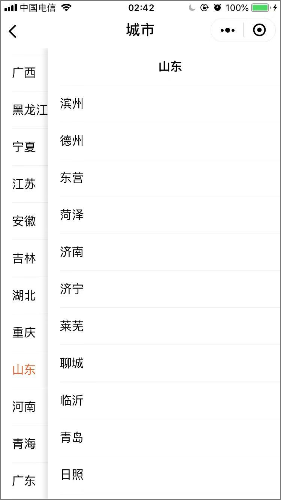 中国电信 02:42 100%
城市
广西
黑龙江
宁夏
江苏
安徽
吉林
湖北
重庆
山东
河南
青海
广东
山东
滨州
德州
东营
菏泽
济南
济宁
莱芜
聊城
临沂
青岛
日照